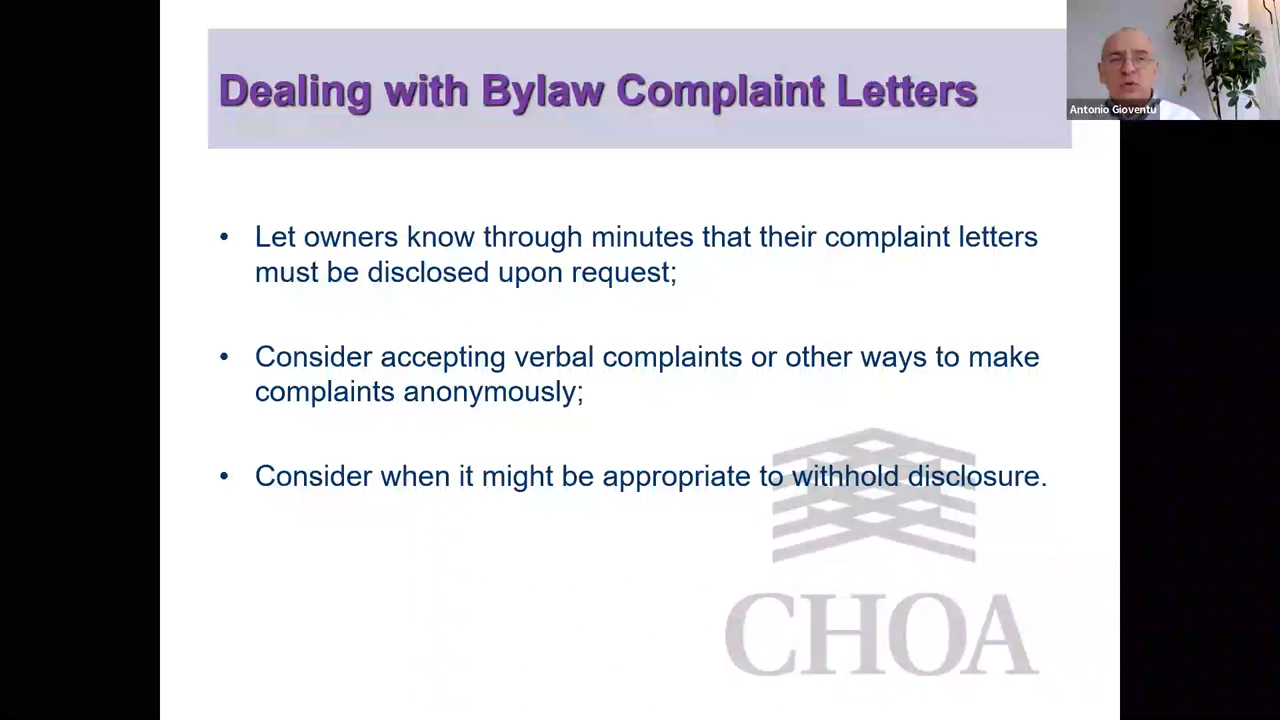 Dealing with Bylaw Complaint Letters
Antonio Gioventu
• Let owners know through minutes that their complaint letters
must be disclosed upon request;
• Consider accepting verbal complaints or other ways to make
complaints anonymously;
• Consider when it might be appropriate to withhold disclosure.
CHOA